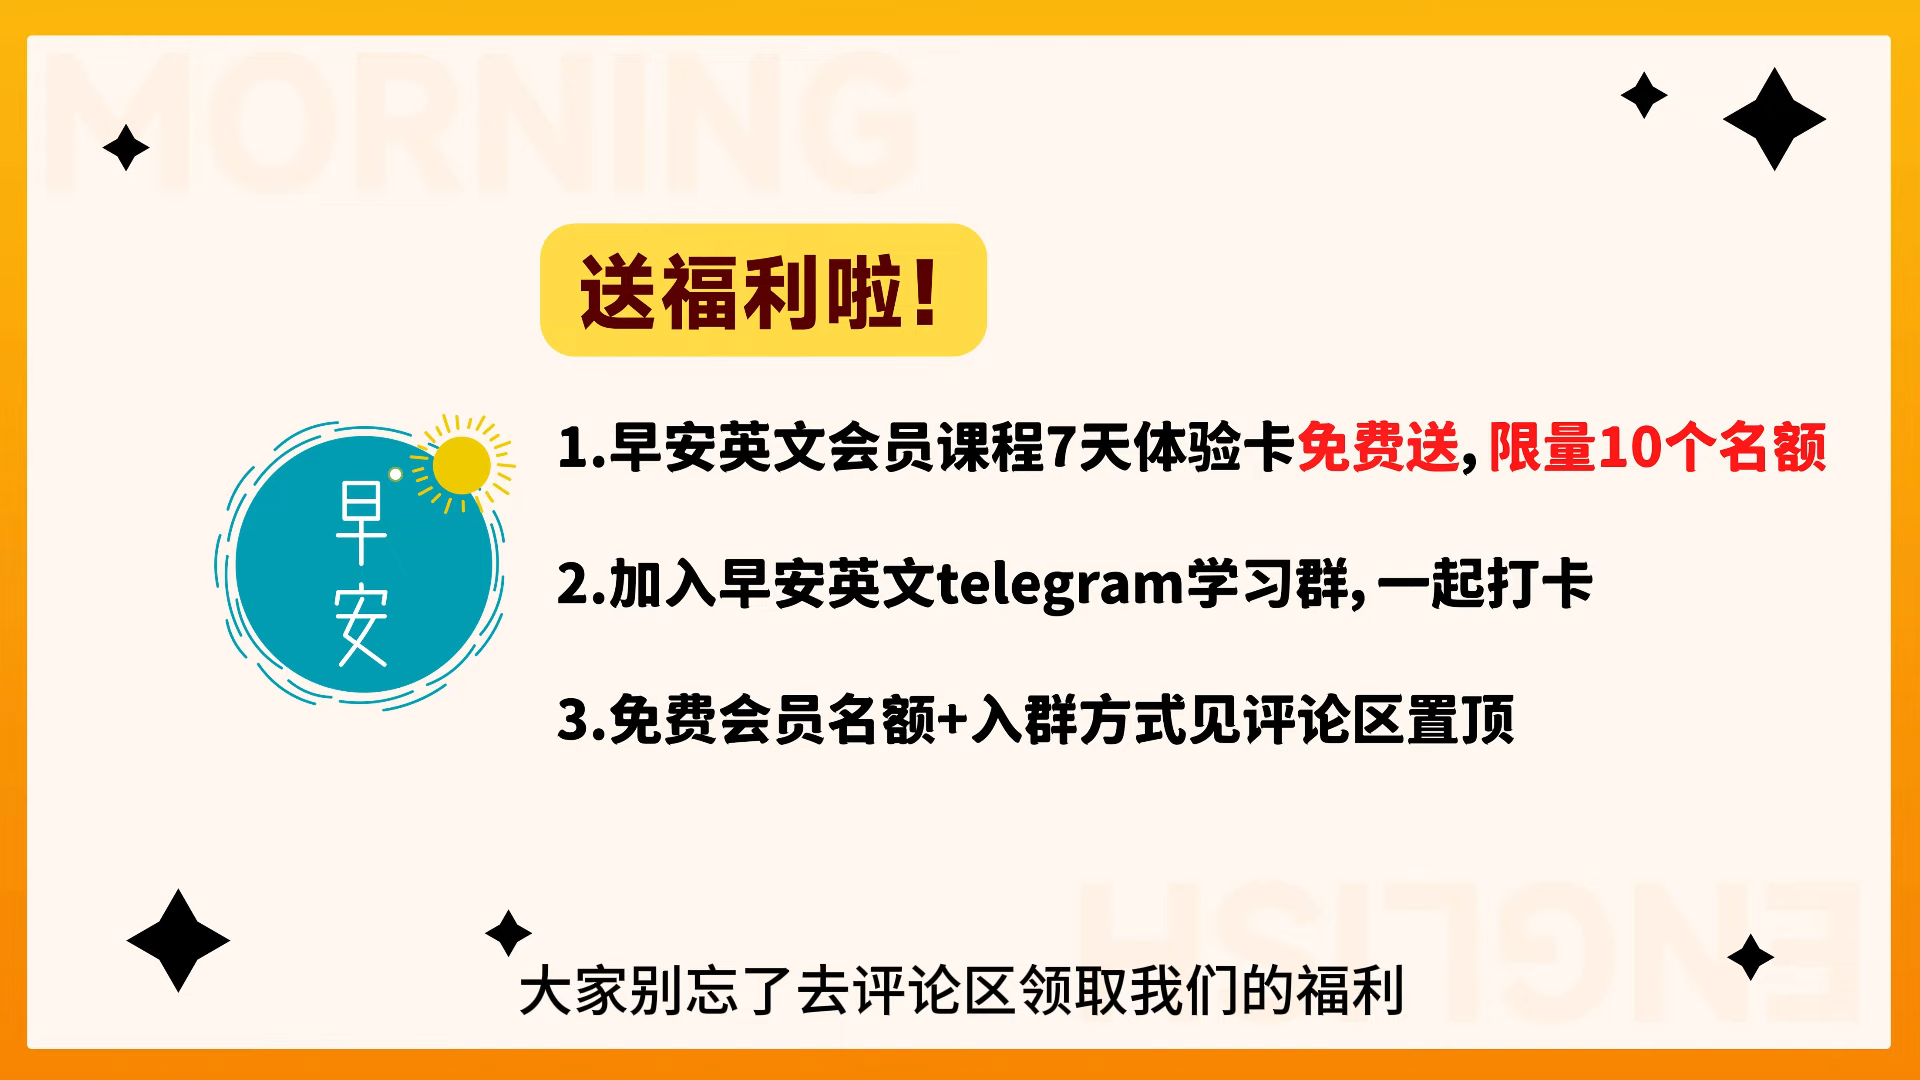 MORNING
送福利啦!
早安
1.早安英文会员课程7天体验卡免费送,限量10个名额
2.加入早安英文telegram学习群,一起打卡
3.免费会员名额+入群方式见评论区置顶
ENGLISH
大家别忘了去评论区领取我们的福利